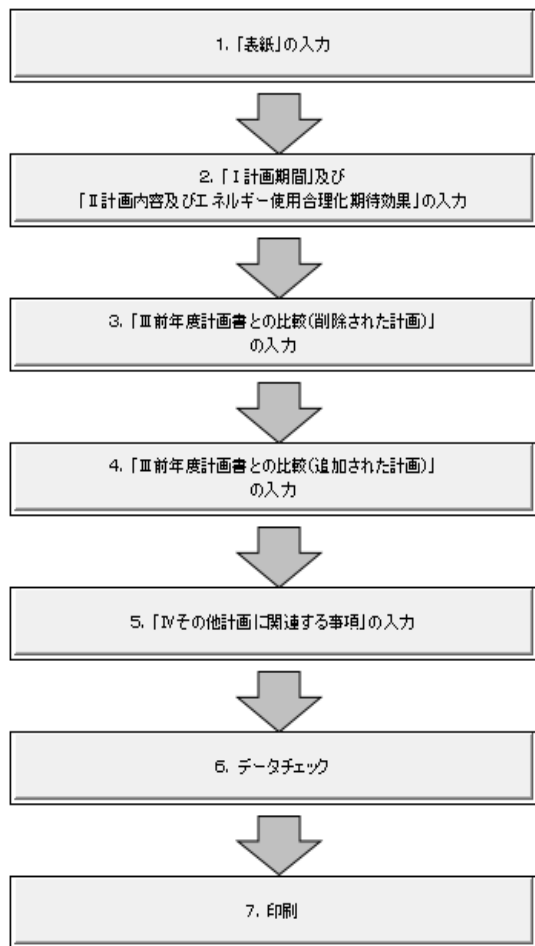 1. 「表紙」の入力
2. 「Ⅰ計画期間」及び
「Ⅱ計画内容及びエネルギー使用合理化期待効果」の入力
3. 「Ⅲ前年度計画書との比較(削除された計画)」
の入力
4. 「Ⅲ前年度計画書との比較(追加された計画)」
の入力
5. 「Ⅳその他計画に関連する事項」の入力
6. データチェック
7. 印刷